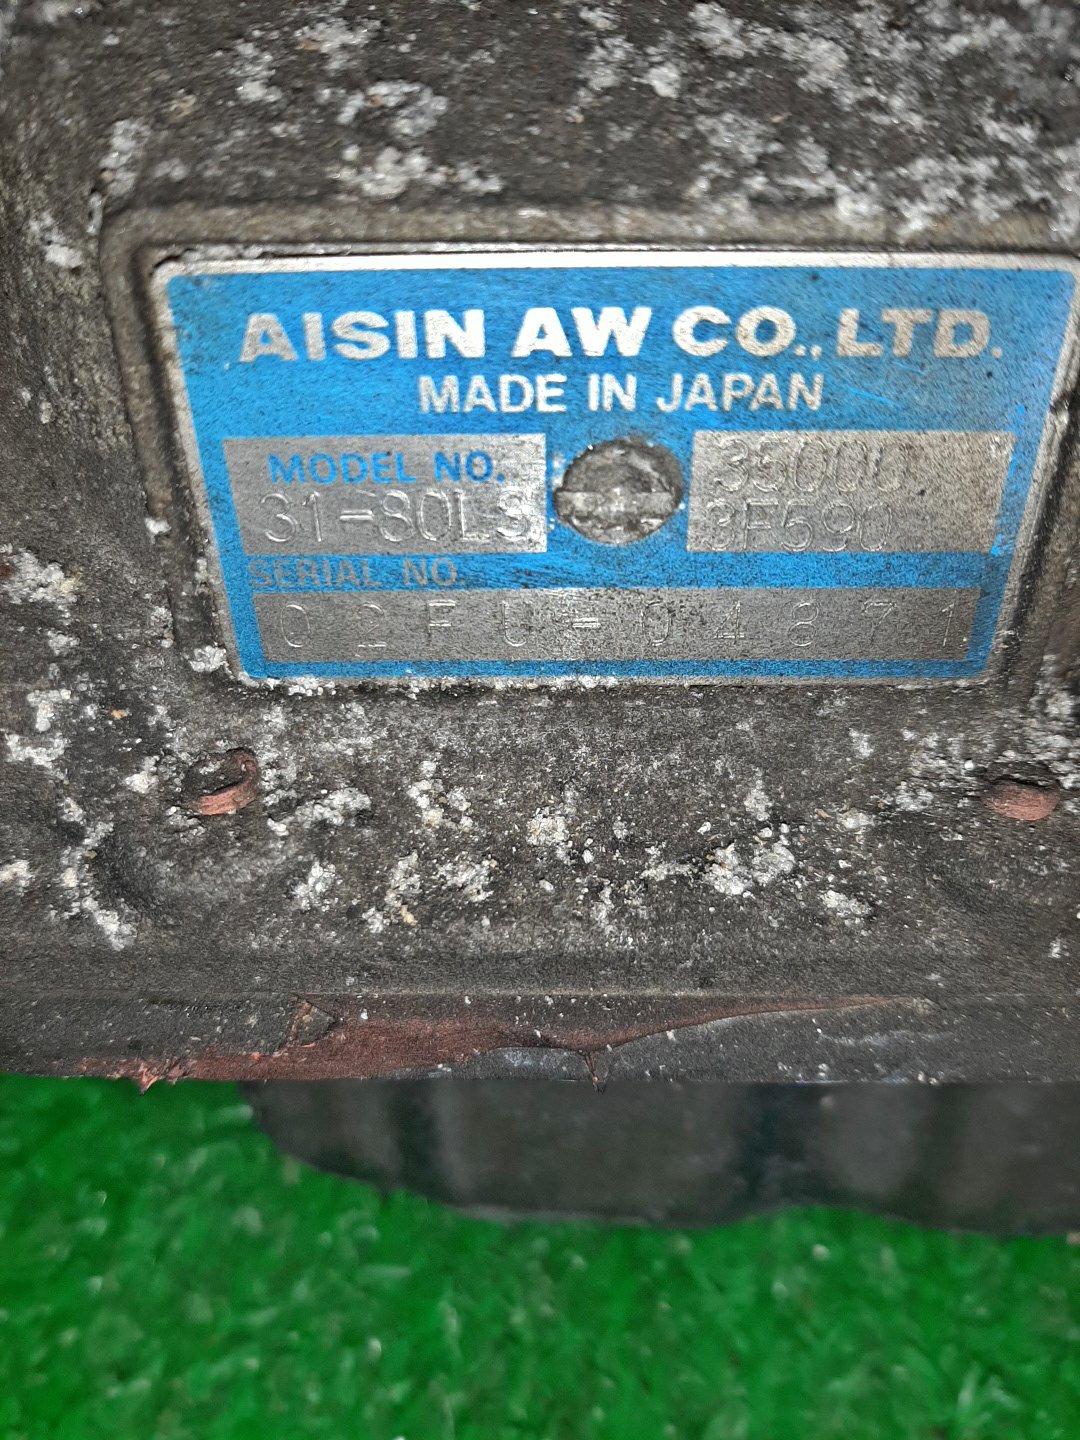 AISIN AW CO., LTD.
MADE IN JAPAN
MODEL NO.
31-80LS
35000
3F590
SERIAL NO.
02FU-04871